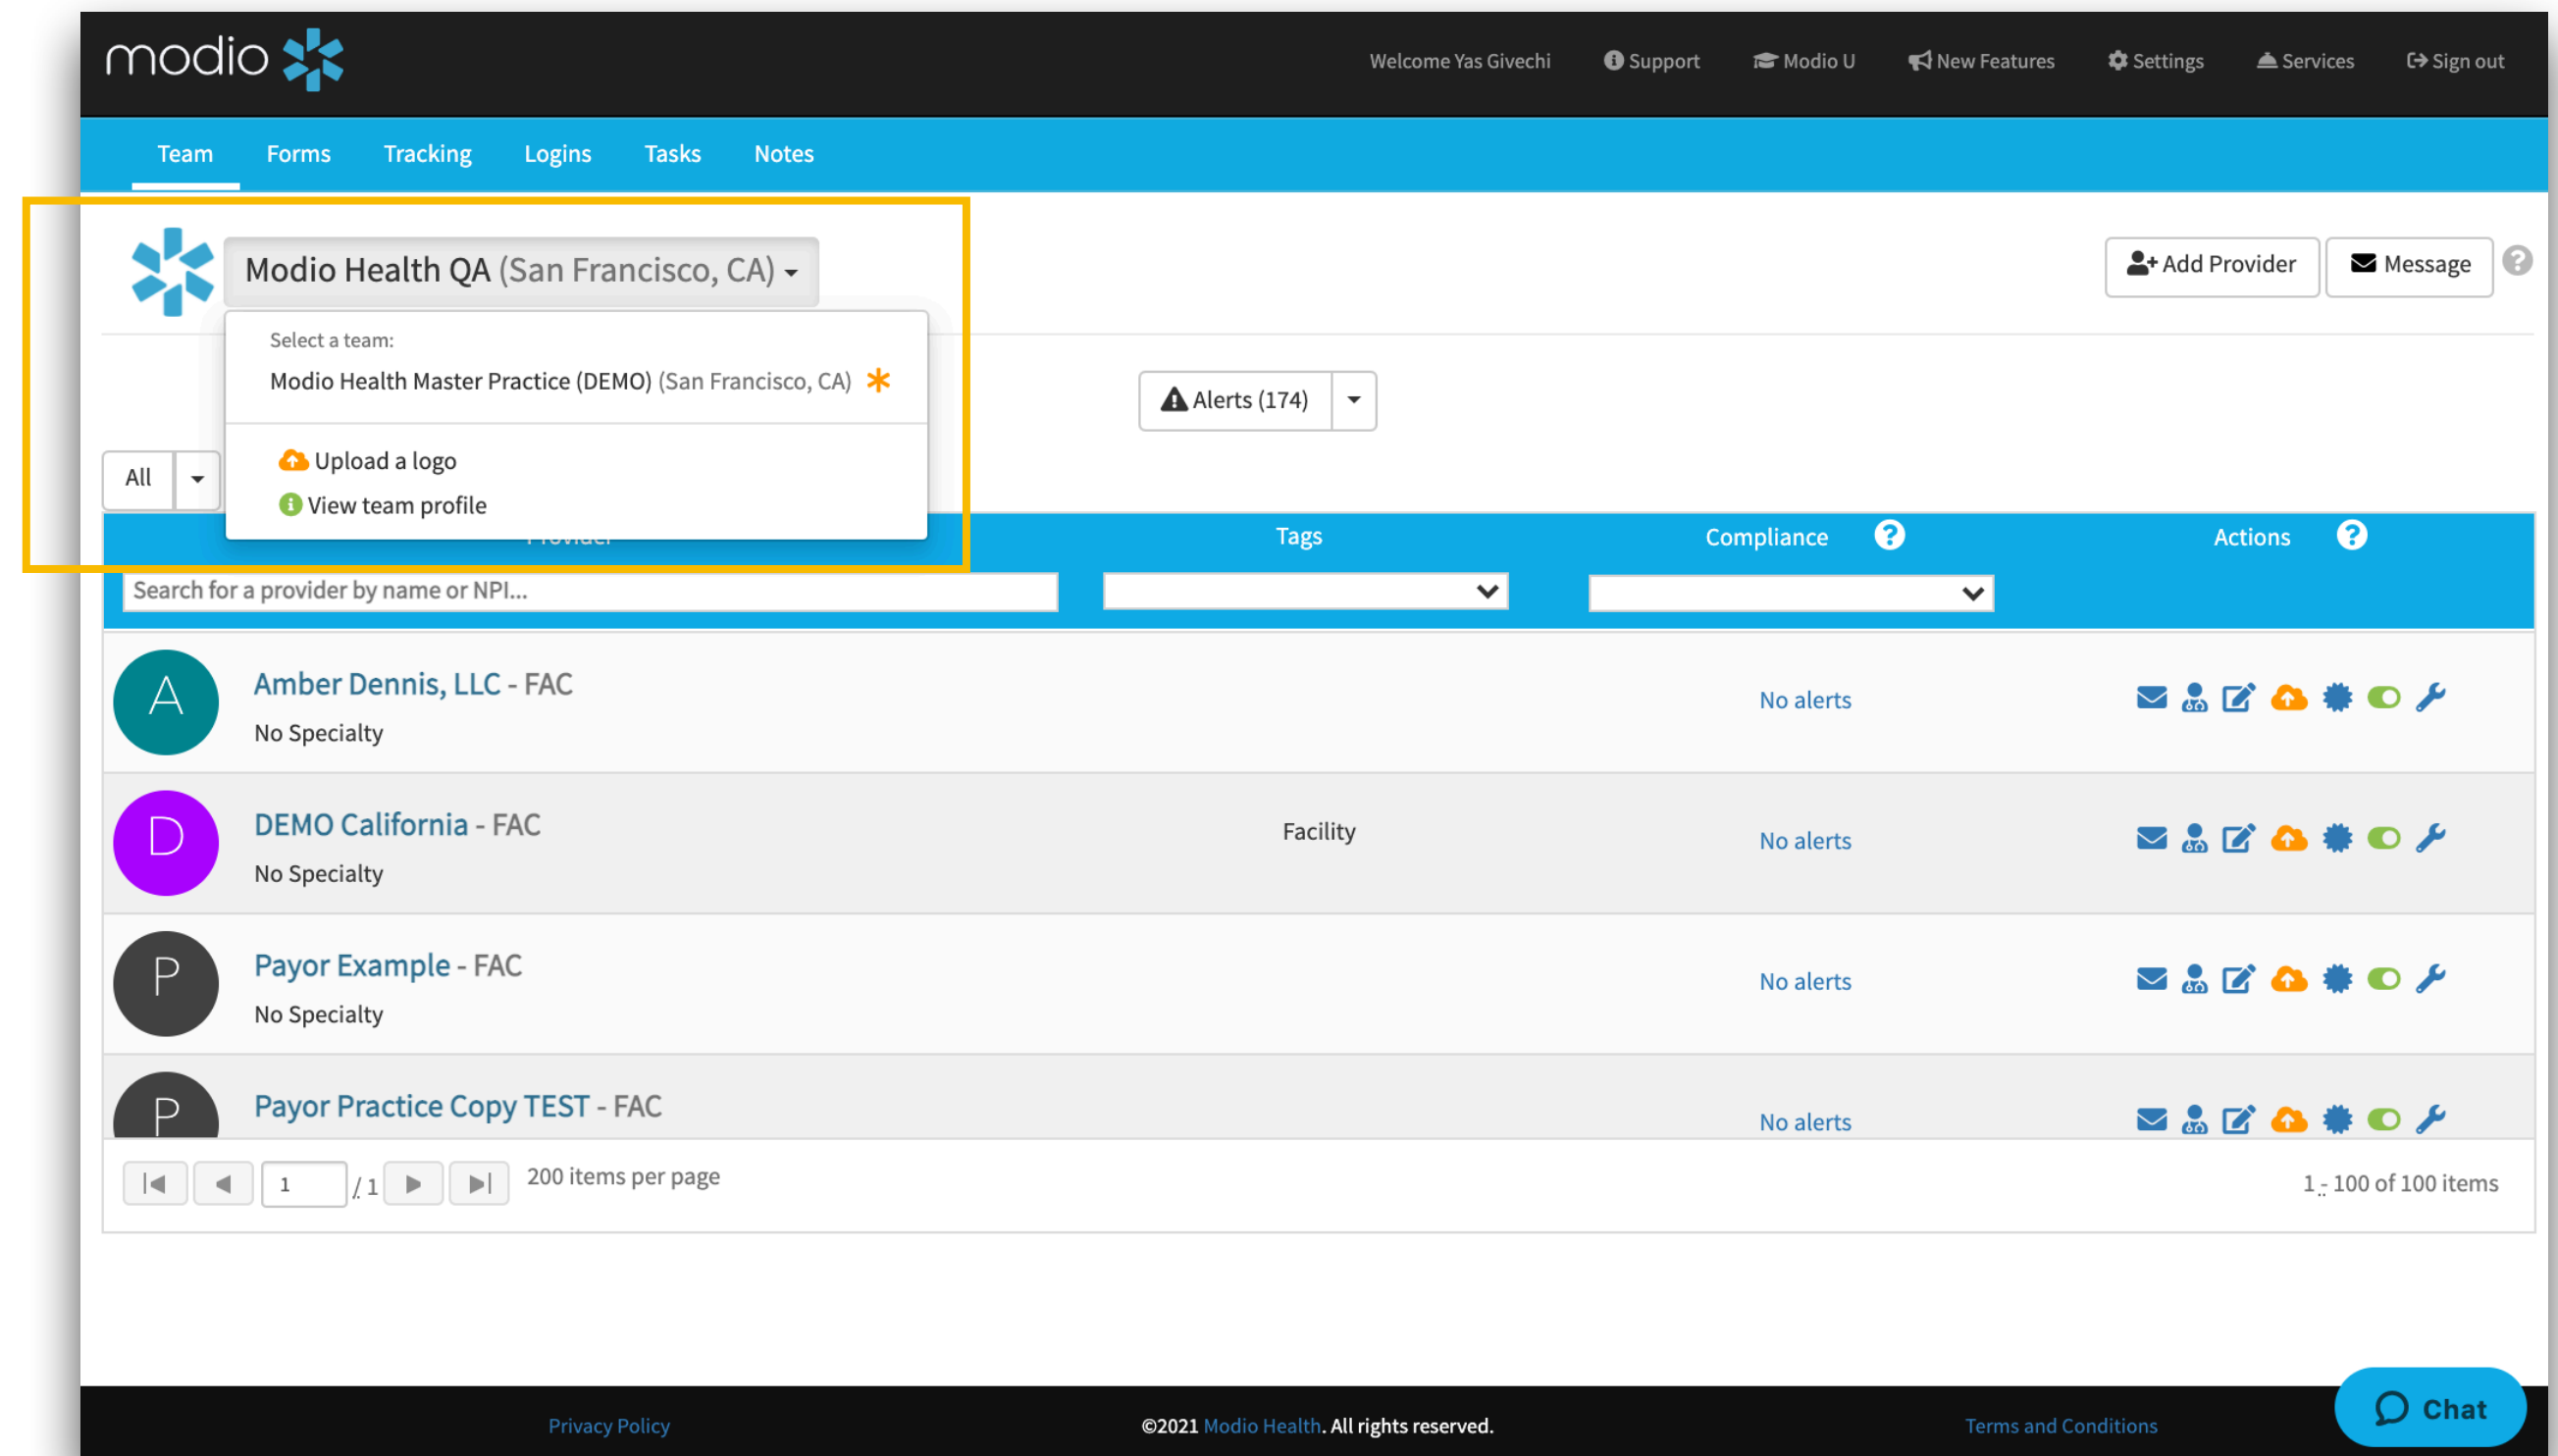 modio
Welcome Yas Givechi Support Modio U New Features Settings Services Sign out
Team Forms Tracking Logins Tasks Notes
Modio Health QA (San Francisco, CA)
Add Provider Message ?
Select a team:
Modio Health Master Practice (DEMO) (San Francisco, CA)
Alerts (174)
Upload a logo
All
View team profile
Provider Tags Compliance ? Actions ?
Search for a provider by name or NPI...
A
Amber Dennis, LLC - FAC
No Specialty
No alerts
D
DEMO California - FAC
No Specialty
Facility
No alerts
P
Payor Example - FAC
No Specialty
No alerts
P
Payor Practice Copy TEST - FAC
No alerts
1 / 1 200 items per page
1 - 100 of 100 items
Privacy Policy ©2021 Modio Health. All rights reserved. Terms and Conditions
Chat